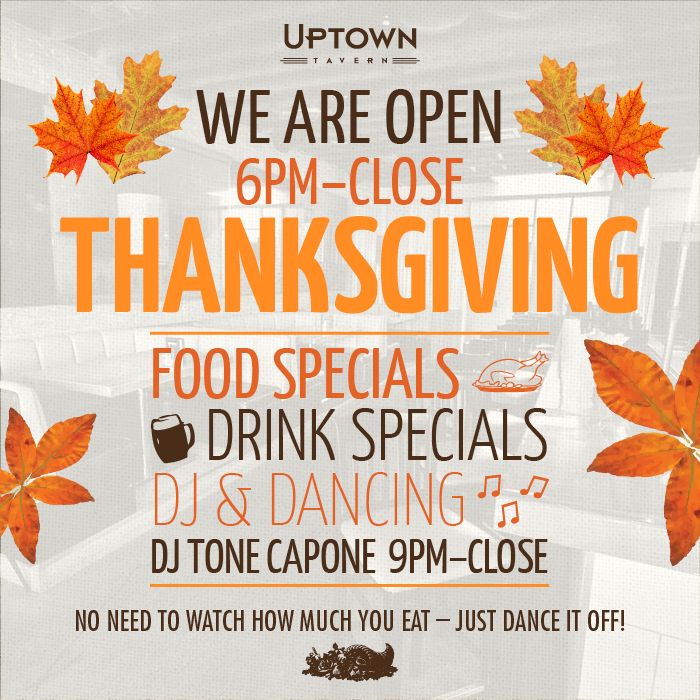 UPTOWN
TAVERN
WE ARE OPEN
6PM–CLOSE
THANKSGIVING
FOOD SPECIALS
DRINK SPECIALS
DJ & DANCING
DJ TONE CAPONE 9PM–CLOSE
NO NEED TO WATCH HOW MUCH YOU EAT – JUST DANCE IT OFF!